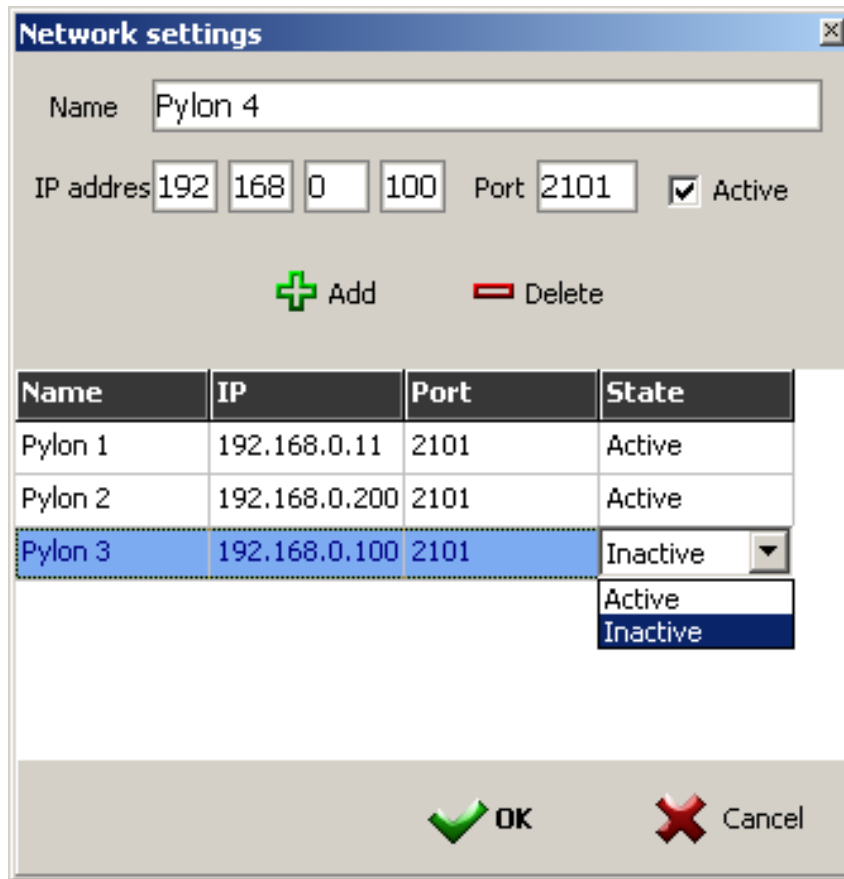 Network settings
Name Pylon 4
IP addres 192 168 0 100 Port 2101 Active
Add Delete
Name IP Port State
Pylon 1 192.168.0.11 2101 Active
Pylon 2 192.168.0.200 2101 Active
Pylon 3 192.168.0.100 2101 Inactive
Active
Inactive
OK Cancel